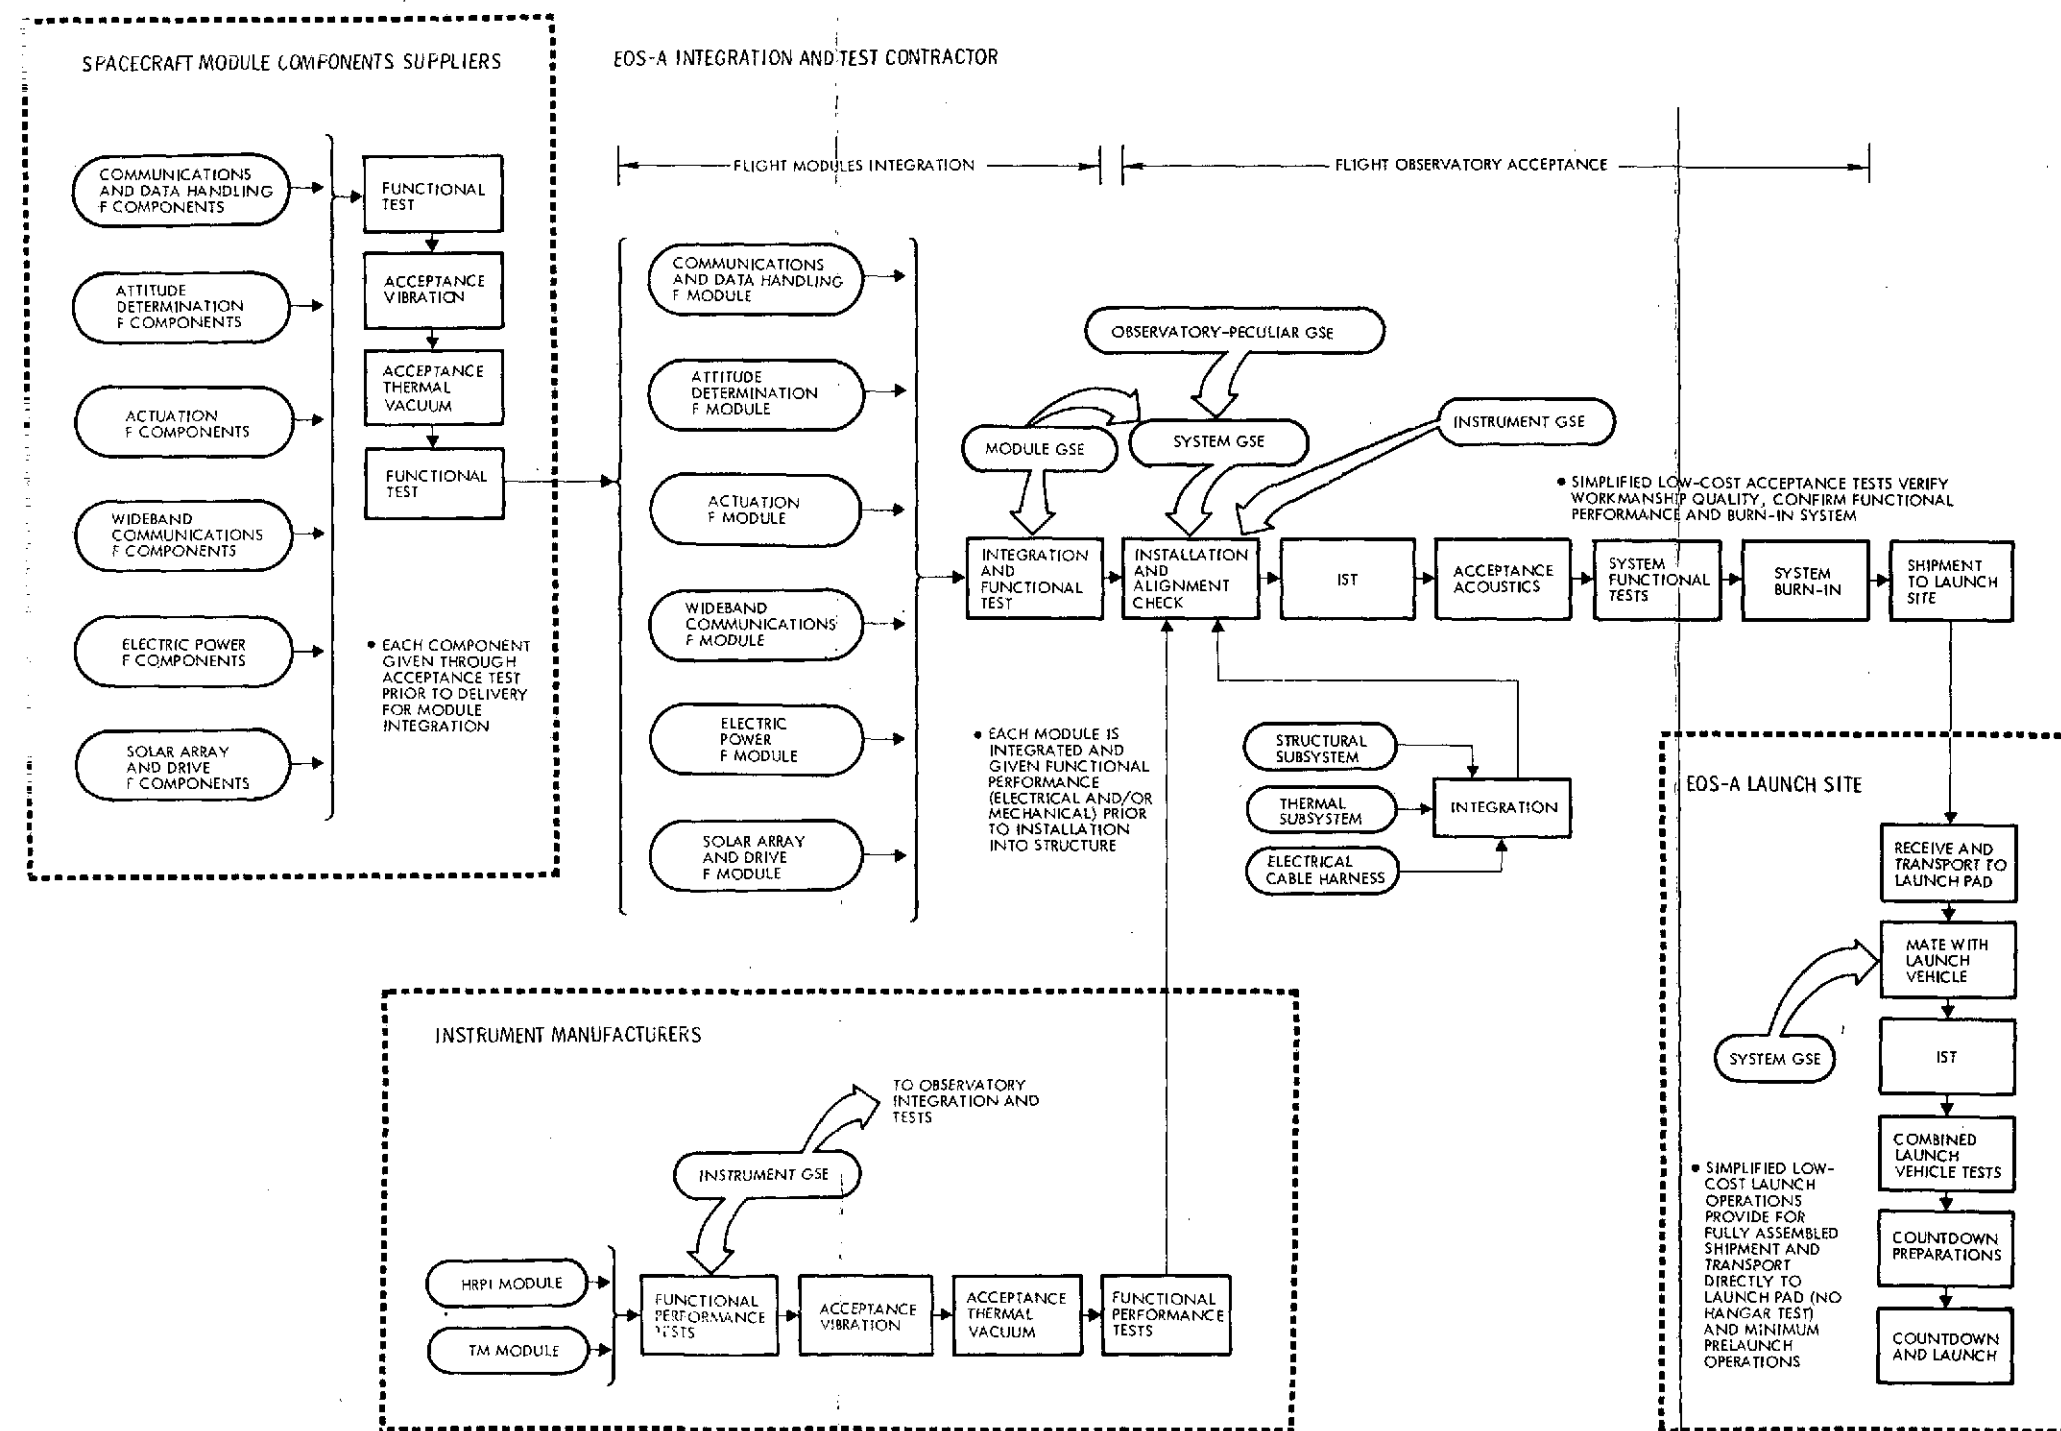 SPACECRAFT MODULE COMPONENTS SUPPLIERS
COMMUNICATIONS
AND DATA HANDLING
F COMPONENTS
ATTITUDE
DETERMINATION
F COMPONENTS
ACTUATION
F COMPONENTS
WIDEBAND
COMMUNICATIONS
F COMPONENTS
ELECTRIC POWER
F COMPONENTS
SOLAR ARRAY
AND DRIVE
F COMPONENTS
FUNCTIONAL
TEST
ACCEPTANCE
VIBRATION
ACCEPTANCE
THERMAL
VACUUM
FUNCTIONAL
TEST
• EACH COMPONENT
GIVEN THROUGH
ACCEPTANCE TEST
PRIOR TO DELIVERY
FOR MODULE
INTEGRATION
EOS-A INTEGRATION AND TEST CONTRACTOR
FLIGHT MODULES INTEGRATION
FLIGHT OBSERVATORY ACCEPTANCE
COMMUNICATIONS
AND DATA HANDLING
F MODULE
ATTITUDE
DETERMINATION
F MODULE
ACTUATION
F MODULE
WIDEBAND
COMMUNICATIONS
F MODULE
ELECTRIC
POWER
F MODULE
SOLAR ARRAY
AND DRIVE
F MODULE
OBSERVATORY-PECULIAR GSE
MODULE GSE
SYSTEM GSE
INSTRUMENT GSE
• SIMPLIFIED LOW-COST ACCEPTANCE TESTS VERIFY
WORKMANSHIP QUALITY, CONFIRM FUNCTIONAL
PERFORMANCE AND BURN-IN SYSTEM
INTEGRATION
AND
FUNCTIONAL
TEST
INSTALLATION
AND
ALIGNMENT
CHECK
IST
ACCEPTANCE
ACOUSTICS
SYSTEM
FUNCTIONAL
TESTS
SYSTEM
BURN-IN
SHIPMENT
TO LAUNCH
SITE
• EACH MODULE IS
INTEGRATED AND
GIVEN FUNCTIONAL
PERFORMANCE
(ELECTRICAL AND/OR
MECHANICAL) PRIOR
TO INSTALLATION
INTO STRUCTURE
STRUCTURAL
SUBSYSTEM
THERMAL
SUBSYSTEM
ELECTRICAL
CABLE HARNESS
INTEGRATION
INSTRUMENT MANUFACTURERS
TO OBSERVATORY
INTEGRATION AND
TESTS
INSTRUMENT GSE
HRPI MODULE
TM MODULE
FUNCTIONAL
PERFORMANCE
TESTS
ACCEPTANCE
VIBRATION
ACCEPTANCE
THERMAL
VACUUM
FUNCTIONAL
PERFORMANCE
TESTS
EOS-A LAUNCH SITE
RECEIVE AND
TRANSPORT TO
LAUNCH PAD
MATE WITH
LAUNCH
VEHICLE
SYSTEM GSE
IST
COMBINED
LAUNCH
VEHICLE TESTS
COUNTDOWN
PREPARATIONS
COUNTDOWN
AND LAUNCH
• SIMPLIFIED LOW-
COST LAUNCH
OPERATIONS
PROVIDE FOR
FULLY ASSEMBLED
SHIPMENT AND
TRANSPORT
DIRECTLY TO
LAUNCH PAD (NO
HANGAR TEST)
AND MINIMUM
PRELAUNCH
OPERATIONS